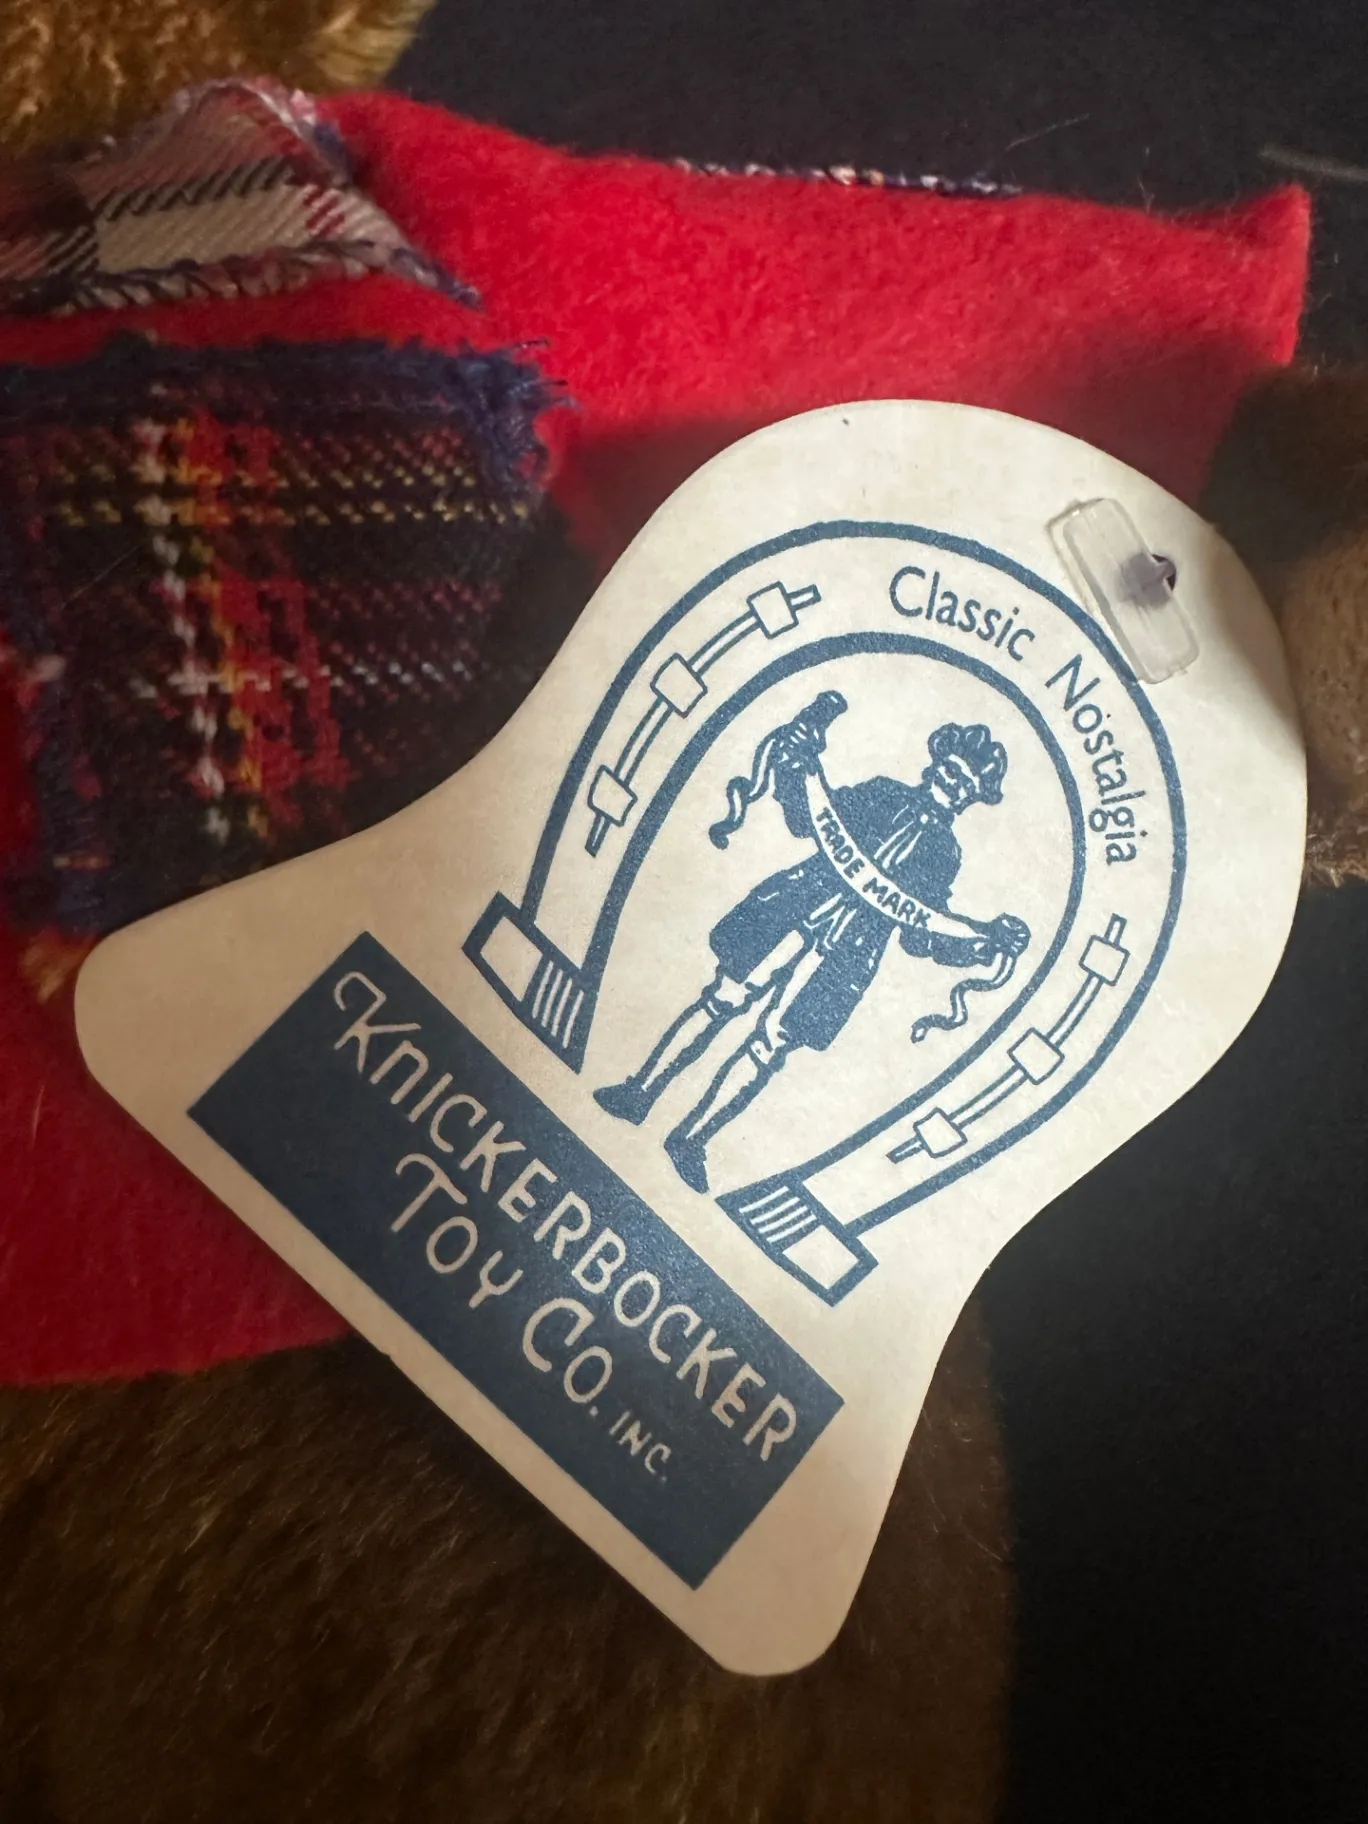 Classic Nostalgia
TRADE MARK
KNICKERBOCKER
TOY CO. INC.